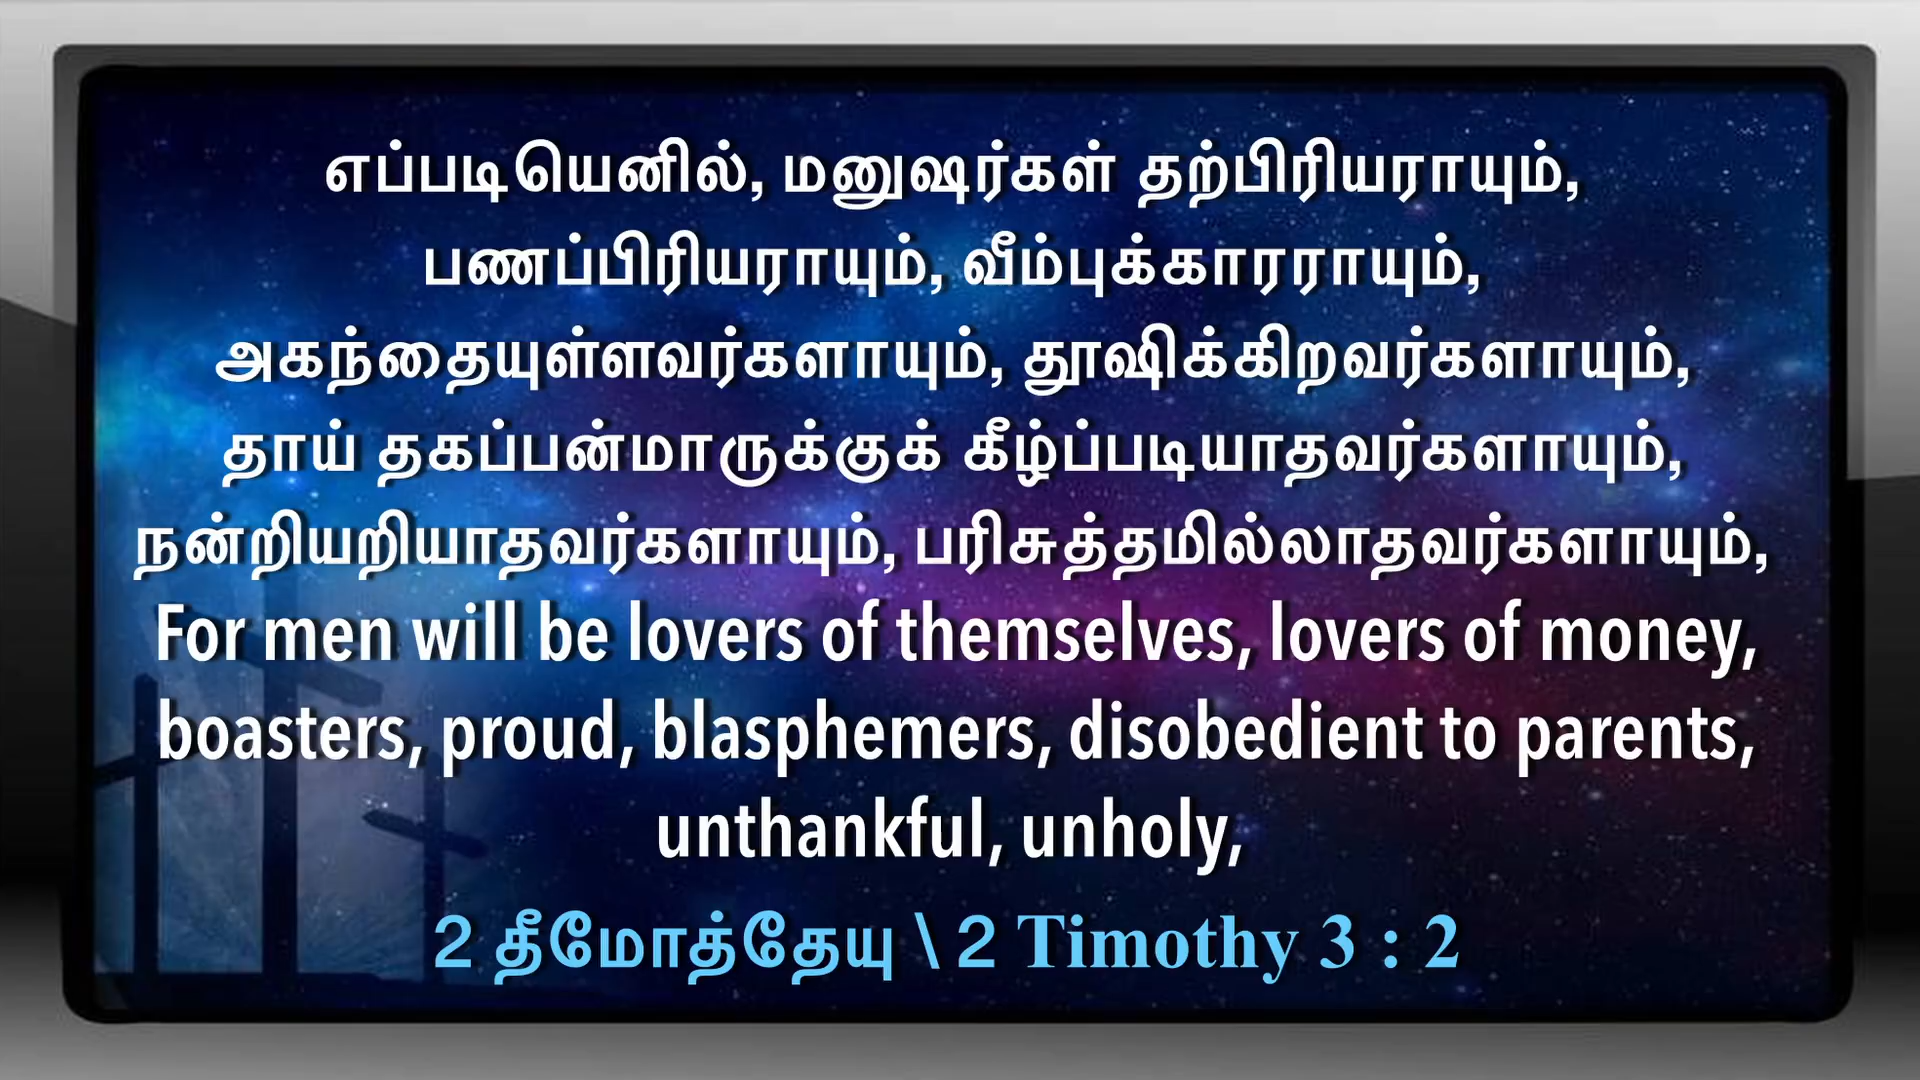 எப்படியெனில், மனுஷர்கள் தற்பிரியராயும்,
பணப்பிரியராயும், வீம்புக்காரராயும்,
அகந்தையுள்ளவர்களாயும், தூஷிக்கிறவர்களாயும்,
தாய் தகப்பன்மாருக்குக் கீழ்ப்படியாதவர்களாயும்,
நன்றியறியாதவர்களாயும், பரிசுத்தமில்லாதவர்களாயும்,
For men will be lovers of themselves, lovers of money,
boasters, proud, blasphemers, disobedient to parents,
unthankful, unholy,
2 தீமோத்தேயு \ 2 Timothy 3 : 2